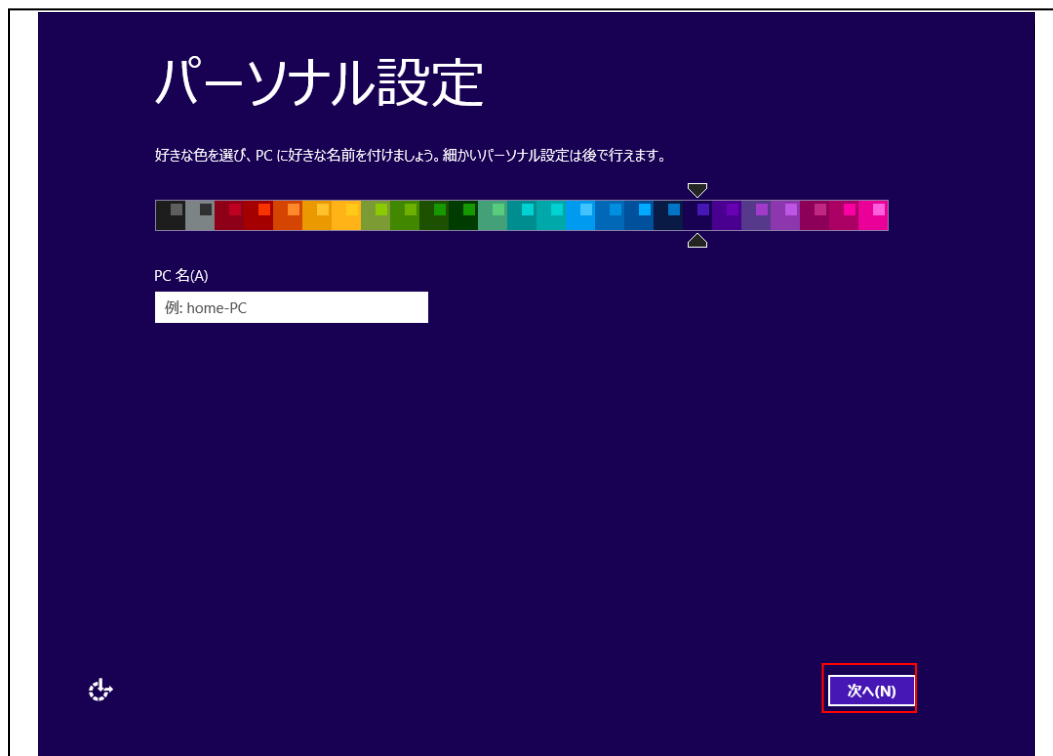 パーソナル設定
好きな色を選び、PC に好きな名前を付けましょう。細かいパーソナル設定は後で行えます。
PC 名(A)
例: home-PC
次へ(N)